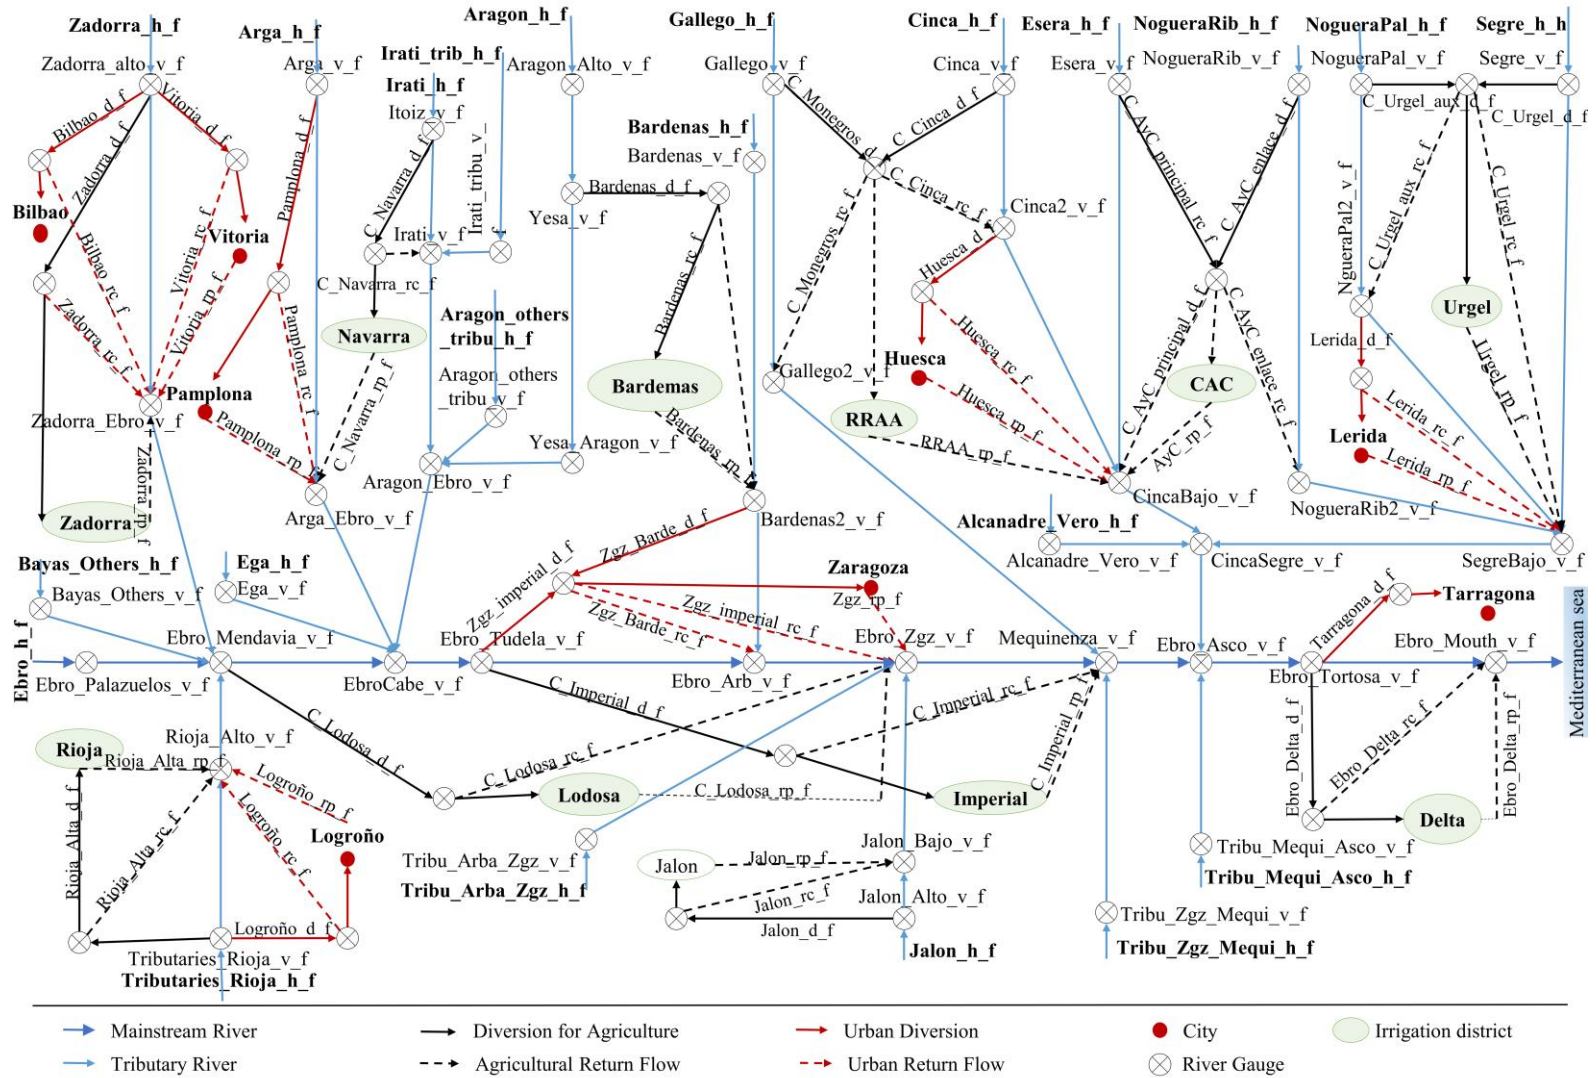 Zadorra_h_f
Arga_h_f
Irati_trib_h_f
Irati_h_f
Aragon_h_f
Gallego_h_f
Cinca_h_f
Esera_h_f
NogueraRib_h_f
NogueraPal_h_f
Segre_h_h
Zadorra_alto_v_f
Arga_v_f
Itoiz_v_f
Aragon_Alto_v_f
Gallego_v_f
Cinca_v_f
Esera_v_f
NogueraRib_v_f
NogueraPal_v_f
Segre_v_f
Bilbao_d_f
Vitoria_d_f
Zadorra_d_f
Pamplona_d_f
C_Navarra_d_f
Irati_tribu_v_f
Bardenas_h_f
Bardenas_v_f
C_Monegros_d_f
C_Cinca_d_f
C_AyC_principal_rc_f
C_AyC_enlace_d_f
C_Urgel_aux_d_f
C_Urgel_d_f
Bilbao
Vitoria
Bilbao_rc_f
Vitoria_rc_f
Vitoria_rp_f
Irati_v_f
C_Navarra_rc_f
Bardenas_d_f
Yesa_v_f
C_Cinca_rc_f
Cinca2_v_f
C_Monegros_rc_f
Huesca_d
NgueraPal2_v_f
C_Urgel_aux_rc_f
C_Urgel_rc_f
Zadorra_rc_f
Pamplona_rc_f
Navarra
Aragon_others
_tribu_h_f
Bardenas_rc_f
Urgel
Lerida_d_f
Urgel_rp_f
Pamplona
Zadorra_Ebro_v_f
C_Navarra_rp_f
Aragon_others
_tribu_v_f
Bardemas
Gallego2_v_f
Huesca
Huesca_rc_f
Huesca_rp_f
C_AyC_principal_d_f
C_AyC_enlace_rc_f
CAC
AyC_rp_f
Lerida
Lerida_rc_f
Lerida_rp_f
RRAA
RRAA_rp_f
Pamplona_rp_f
Yesa_Aragon_v_f
Bardenas_rp_f
Aragon_Ebro_v_f
Zadorra
Zadorra_rp_f
Arga_Ebro_v_f
Bardenas2_v_f
CincaBajo_v_f
NogueraRib2_v_f
Alcanadre_Vero_h_f
Alcanadre_Vero_v_f
CincaSegre_v_f
SegreBajo_v_f
Bayas_Others_h_f
Bayas_Others_v_f
Ega_h_f
Ega_v_f
Zgz_imperial_d_f
Zgz_Barde_d_f
Zaragoza
Zgz_rp_f
Zgz_imperial_rc_f
Zgz_Barde_rc_f
Tarragona_d_f
Tarragona
Ebro_h_f
Ebro_Palazuelos_v_f
Ebro_Mendavia_v_f
EbroCabe_v_f
Ebro_Tudela_v_f
Ebro_Arb_v_f
Ebro_Zgz_v_f
Mequinenza_v_f
Ebro_Asco_v_f
Ebro_Tortosa_v_f
Ebro_Mouth_v_f
Mediterranean sea
C_Lodosa_d_f
C_Imperial_d_f
C_Lodosa_rc_f
C_Imperial_rc_f
C_Imperial_rp_f
Ebro_Delta_d_f
Ebro_Delta_rc_f
Ebro_Delta_rp_f
Rioja
Rioja_Alto_v_f
Rioja_Alta_rp_f
Rioja_Alta_d_f
Rioja_Alta_rc_f
Logroño_rp_f
Logroño_rc_f
Logroño
Logroño_d_f
Tributaries_Rioja_v_f
Tributaries_Rioja_h_f
Lodosa
C_Lodosa_rp_f
Imperial
Delta
Tribu_Arba_Zgz_v_f
Tribu_Arba_Zgz_h_f
Jalon
Jalon_rp_f
Jalon_rc_f
Jalon_d_f
Jalon_Bajo_v_f
Jalon_Alto_v_f
Jalon_h_f
Tribu_Mequi_Asco_v_f
Tribu_Mequi_Asco_h_f
Tribu_Zgz_Mequi_v_f
Tribu_Zgz_Mequi_h_f
Mainstream River
Diversion for Agriculture
Urban Diversion
City
Irrigation district
Tributary River
Agricultural Return Flow
Urban Return Flow
River Gauge